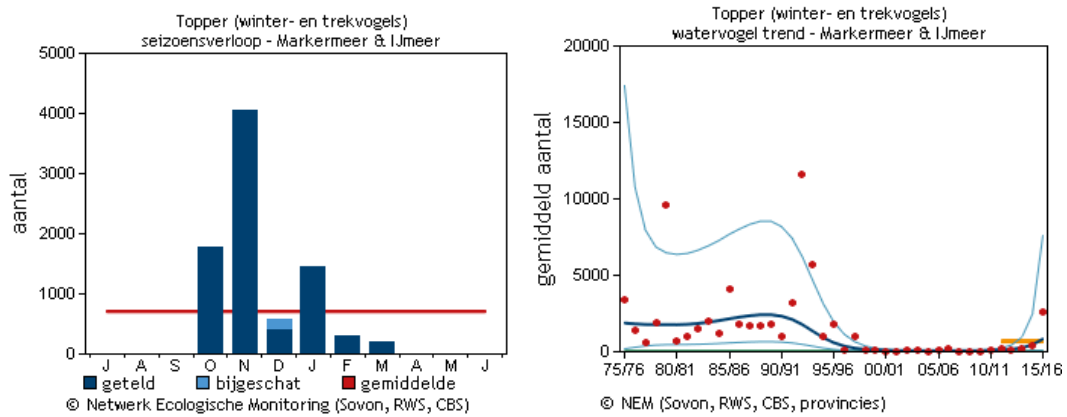 Topper (winter- en trekvogels)
seizoensverloop - Markermeer & IJmeer
5000
4000
3000
2000
1000
0
aantal
J A S O N D J F M A M J
geteld bijgeschat gemiddelde
© Netwerk Ecologische Monitoring (Sovon, RWS, CBS)
Topper (winter- en trekvogels)
watervogel trend - Markermeer & IJmeer
20000
15000
10000
5000
0
gemiddeld aantal
75/76 80/81 85/86 90/91 95/96 00/01 05/06 10/11 15/16
© NEM (Sovon, RWS, CBS, provincies)